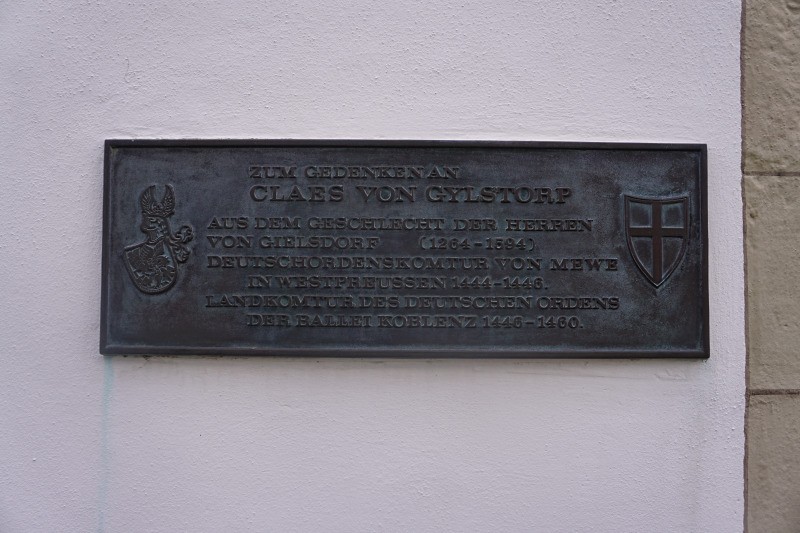 ZUM GEDENKEN AN
CLAES VON GYLSTORP
AUS DEM GESCHLECHT DER HERREN
VON GIELSDORF (1264-1594)
DEUTSCHORDENSKOMTUR VON MEWE
IN WESTPREUSSEN 1444-1446.
LANDKOMTUR DES DEUTSCHEN ORDENS
DER BALLEI KOBLENZ 1446-1460.